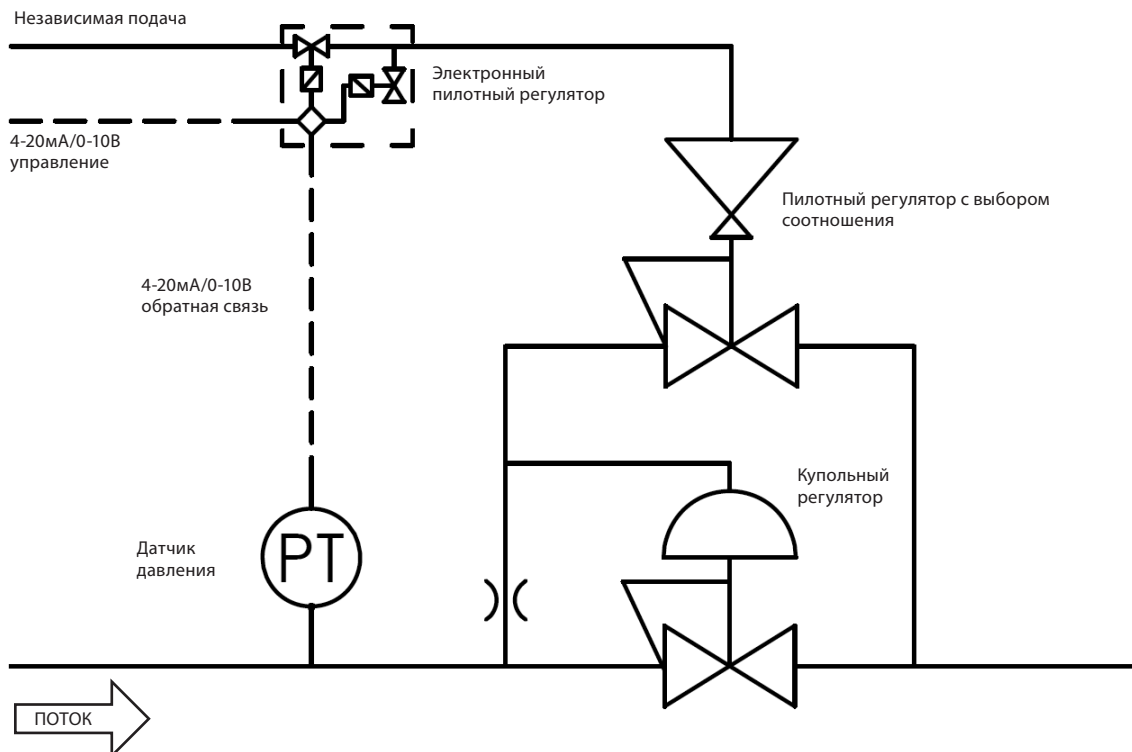 Независимая подача
Электронный
пилотный регулятор
4-20мА/0-10В
управление
Пилотный регулятор с выбором
соотношения
4-20мА/0-10В
обратная связь
Купольный
регулятор
Датчик
давления
PT
ПОТОК